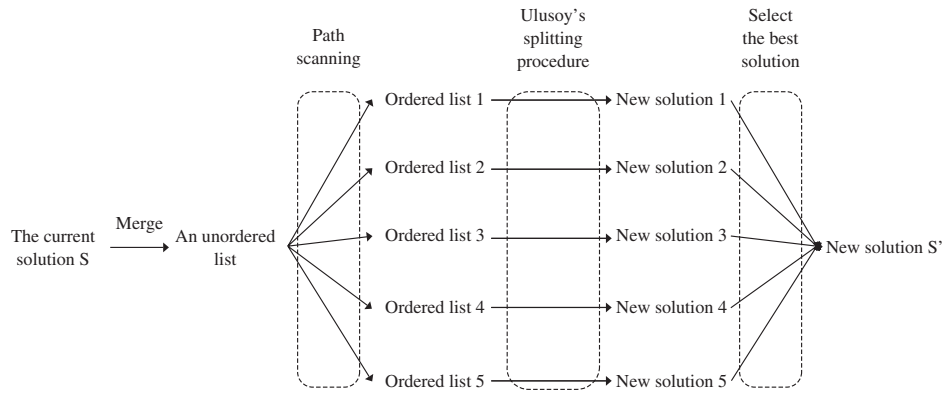 Path
scanning
Ulusoy's
splitting
procedure
Select
the best
solution
Ordered list 1
New solution 1
Ordered list 2
New solution 2
The current
solution S
Merge
An unordered
list
Ordered list 3
New solution 3
New solution S'
Ordered list 4
New solution 4
Ordered list 5
New solution 5